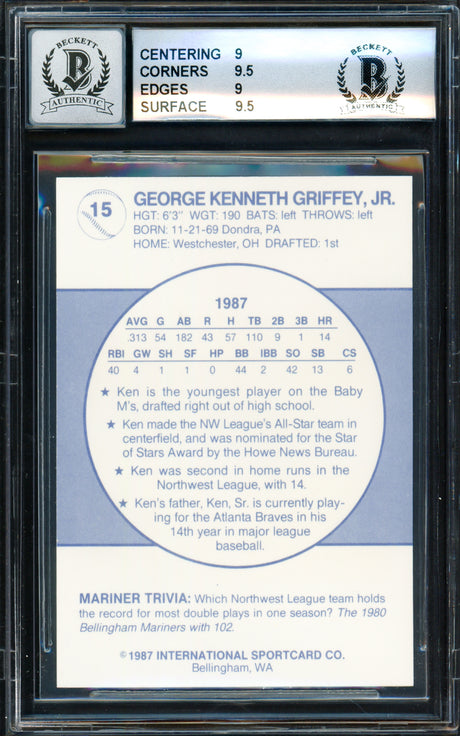 BECKETT
B
AUTHENTIC
CENTERING 9
CORNERS 9.5
EDGES 9
SURFACE 9.5
BECKETT
B
AUTHENTIC
15
GEORGE KENNETH GRIFFEY, JR.
HGT: 6'3" WGT: 190 BATS: left THROWS: left
BORN: 11-21-69 Dondra, PA
HOME: Westchester, OH DRAFTED: 1st
1987
AVG G AB R H TB 2B 3B HR
.313 54 182 43 57 110 9 1 14
RBI GW SH SF HP BB IBB SO SB CS
40 4 1 1 0 44 2 42 13 6
★ Ken is the youngest player on the Baby
M's, drafted right out of high school.
★ Ken made the NW League's All-Star team in
centerfield, and was nominated for the Star
of Stars Award by the Howe News Bureau.
★ Ken was second in home runs in the
Northwest League, with 14.
★ Ken's father, Ken, Sr. is currently play-
ing for the Atlanta Braves in his
14th year in major league
baseball.
MARINER TRIVIA: Which Northwest League team holds
the record for most double plays in one season? The 1980
Bellingham Mariners with 102.
©1987 INTERNATIONAL SPORTCARD CO.
Bellingham, WA